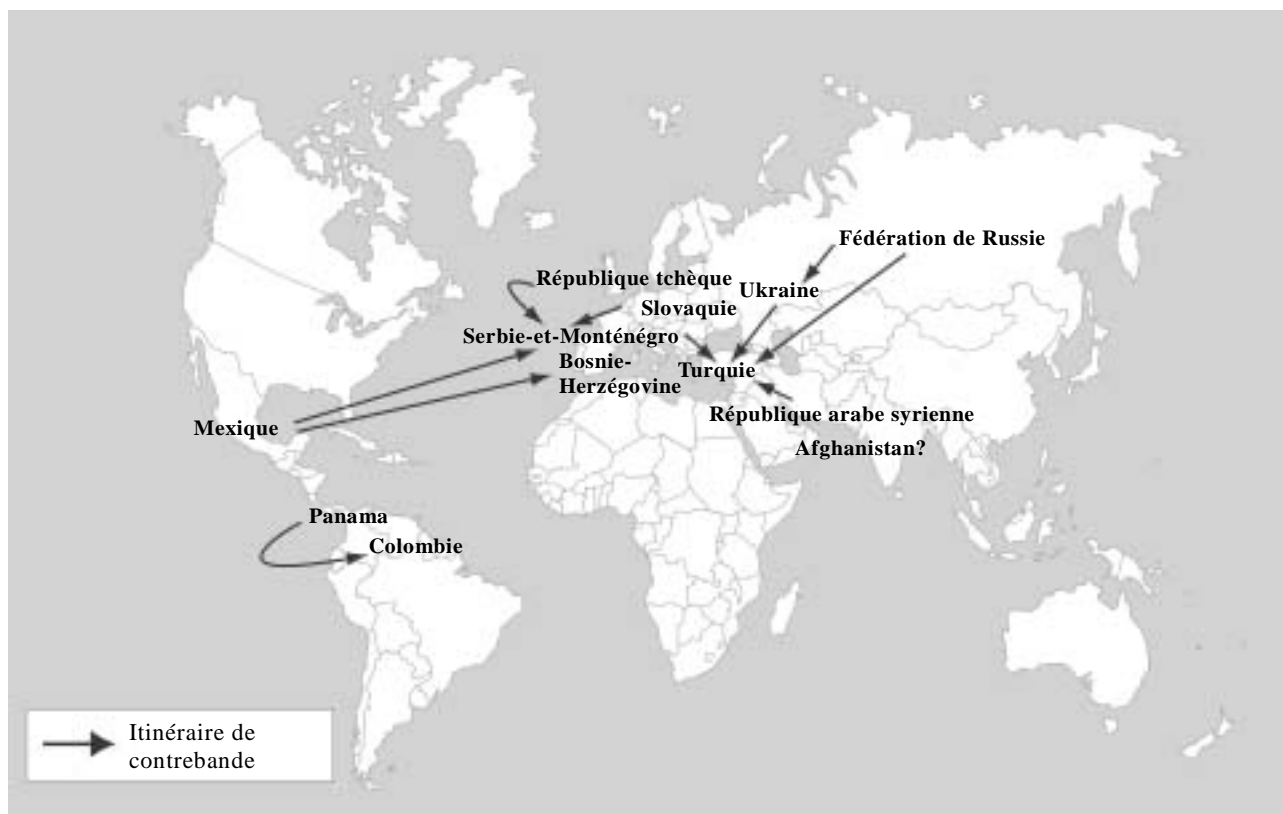 Fédération de Russie
République tchèque
Ukraine
Slovaquie
Serbie-et-Monténégro
Bosnie-
Herzégovine
Turquie
République arabe syrienne
Mexique
Afghanistan?
Panama
Colombie
Itinéraire de
contrebande